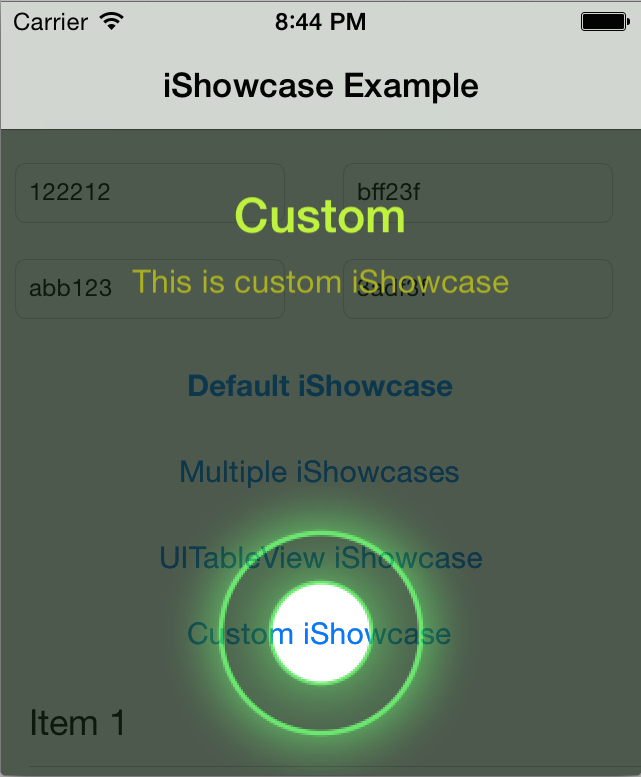 Carrier 8:44 PM
iShowcase Example
122212 bff23f
Custom
abb123 3adf3f
This is custom iShowcase
Default iShowcase
Multiple iShowcases
UITableView iShowcase
Custom iShowcase
Item 1